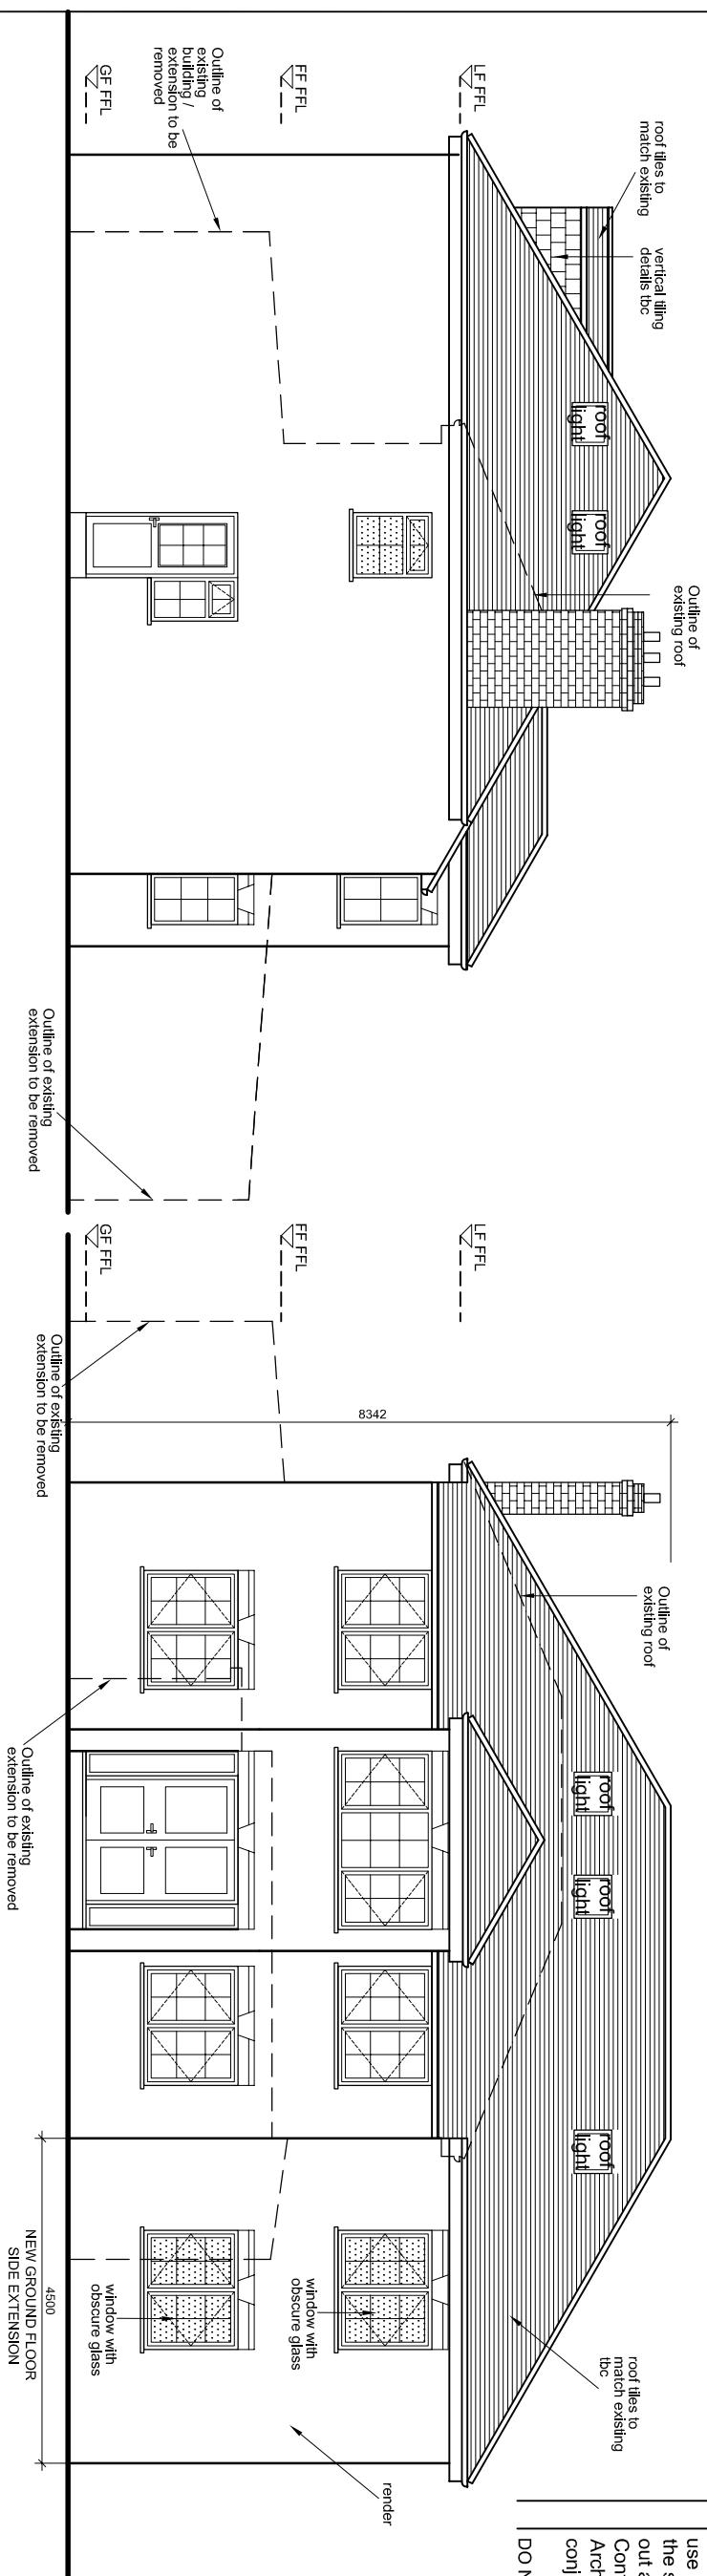 roof tiles to
match existing
vertical tiling
details tbc
Outline of
existing roof
LF FFL
FF FFL
GF FFL
Outline of
existing
building /
extension to be
removed
roof
light
roof
light
Outline of existing
extension to be removed
LF FFL
FF FFL
GF FFL
Outline of existing
extension to be removed
8342
Outline of
existing roof
roof
light
roof
light
roof
light
Outline of existing
extension to be removed
roof tiles to
match existing
tbc
window with
obscure glass
window with
obscure glass
render
4500
NEW GROUND FLOOR
SIDE EXTENSION
use
the s
out a
Cont
Arch
conj
DO N